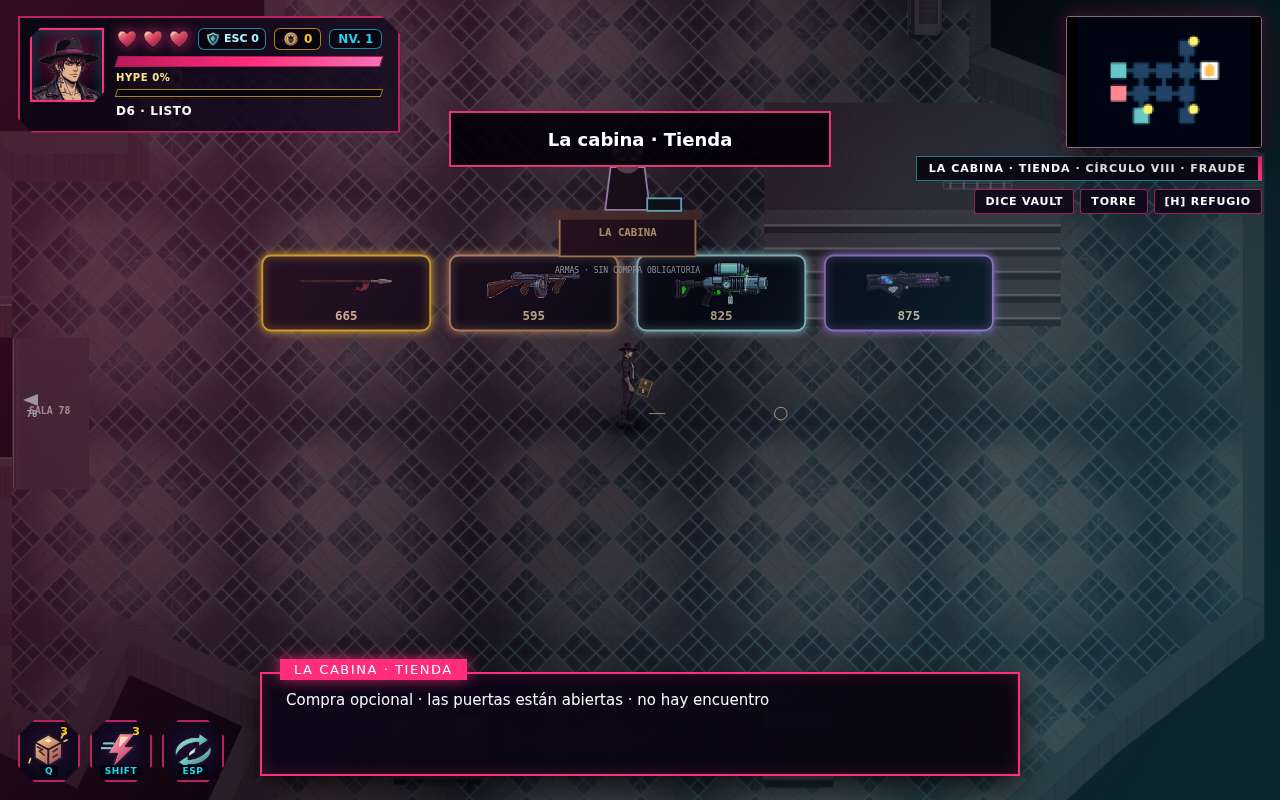 ESC 0
0
NV. 1
HYPE 0%
D6 · LISTO
La cabina · Tienda
LA CABINA · TIENDA · CÍRCULO VIII · FRAUDE
DICE VAULT
TORRE
[H] REFUGIO
LA CABINA
ARMAS · SIN COMPRA OBLIGATORIA
665
595
825
875
SALA 78
78
LA CABINA · TIENDA
Compra opcional · las puertas están abiertas · no hay encuentro
3
Q
3
SHIFT
ESP